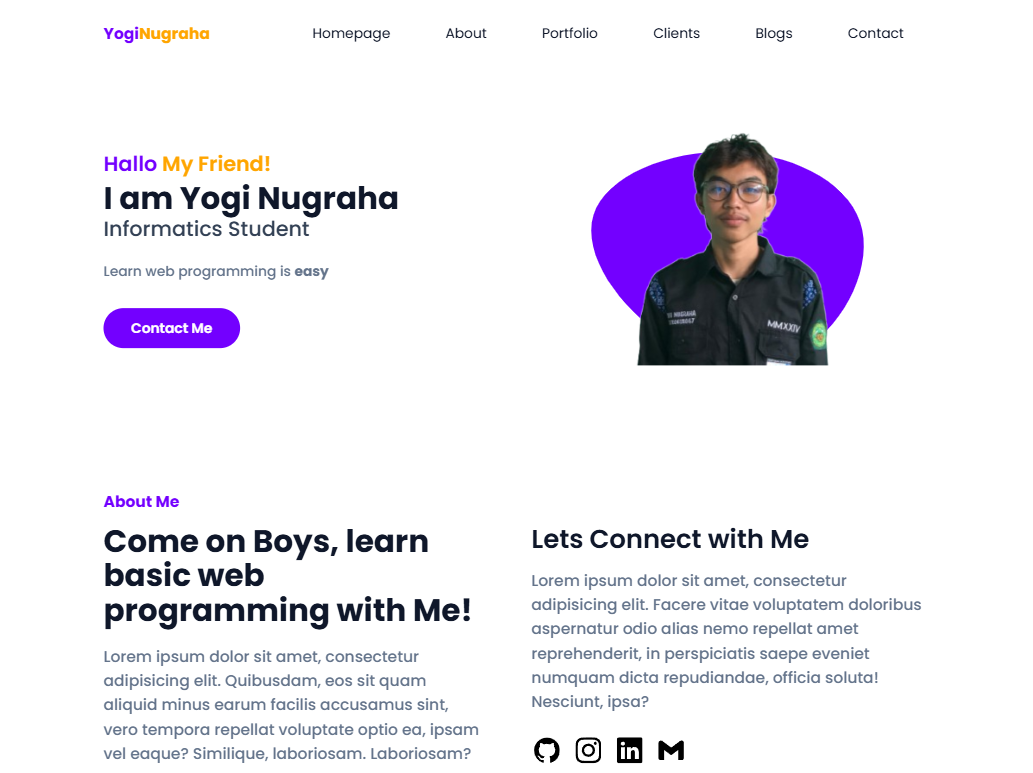 YogiNugraha
Homepage
About
Portfolio
Clients
Blogs
Contact
Hallo My Friend!
I am Yogi Nugraha
Informatics Student
Learn web programming is easy
Contact Me
NUGRAHA
MMXXIV
About Me
Come on Boys, learn
basic web
programming with Me!
Lorem ipsum dolor sit amet, consectetur
adipisicing elit. Quibusdam, eos sit quam
aliquid minus earum facilis accusamus sint,
vero tempora repellat voluptate optio ea, ipsam
vel eaque? Similique, laboriosam. Laboriosam?
Lets Connect with Me
Lorem ipsum dolor sit amet, consectetur
adipisicing elit. Facere vitae voluptatem doloribus
aspernatur odio alias nemo repellat amet
reprehenderit, in perspiciatis saepe eveniet
numquam dicta repudiandae, officia soluta!
Nesciunt, ipsa?